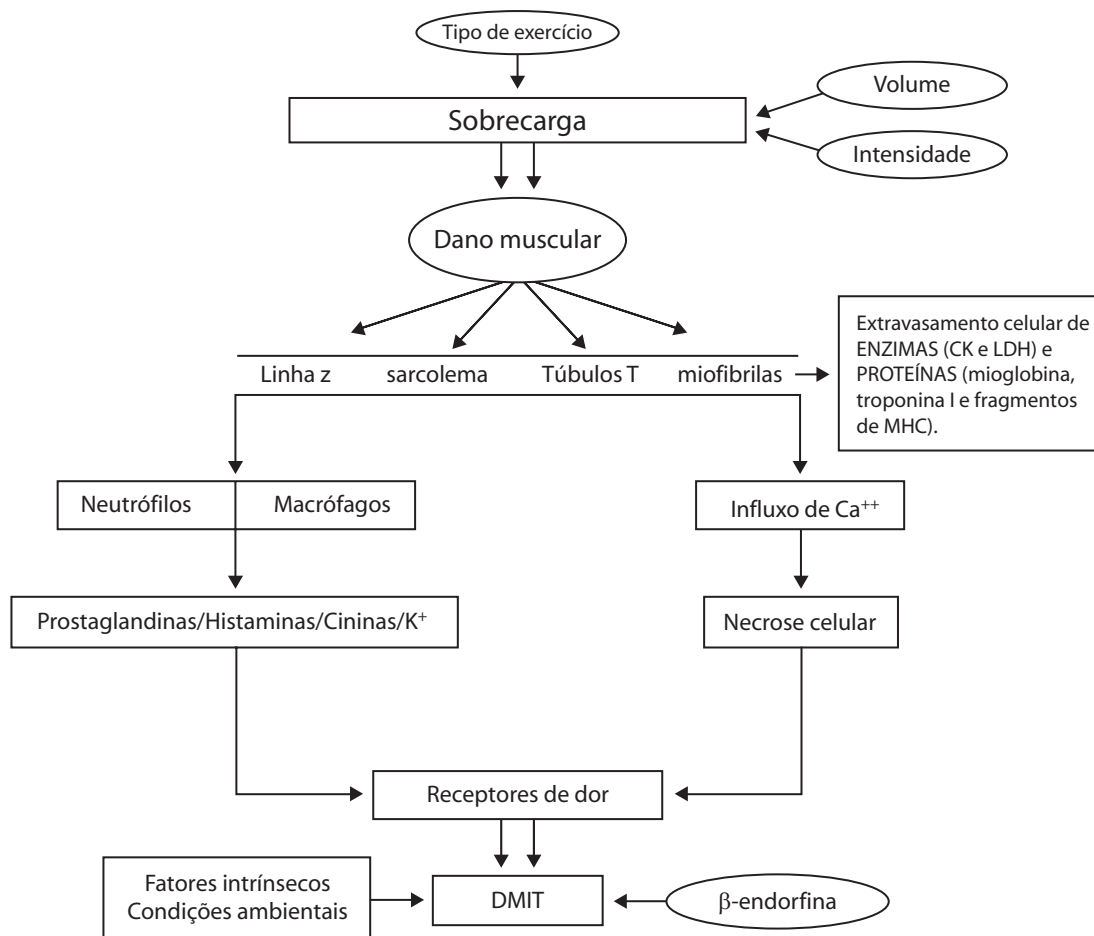 Tipo de exercício
Sobrecarga
Volume
Intensidade
Dano muscular
Linha z sarcolema Túbulos T miofibrilas
Extravasamento celular de
ENZIMAS (CK e LDH) e
PROTEÍNAS (mioglobina,
troponina I e fragmentos
de MHC).
Neutrófilos Macrófagos
Influxo de Ca⁺⁺
Prostaglandinas/Histaminas/Cininas/K⁺
Necrose celular
Receptores de dor
Fatores intrínsecos
Condições ambientais
DMIT
β-endorfina